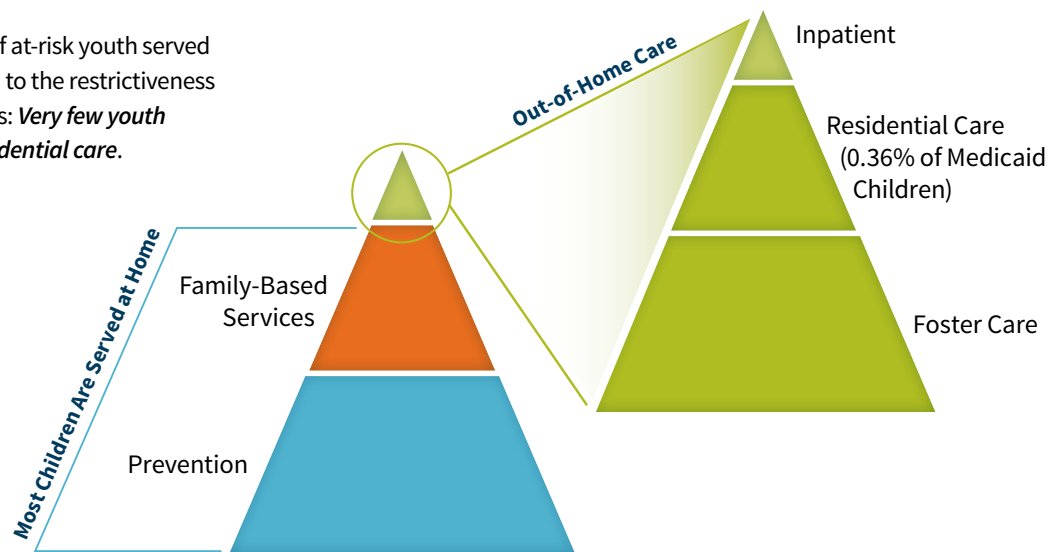 f at-risk youth served
to the restrictiveness
s: Very few youth
dential care.
Out-of-Home Care
Inpatient
Residential Care
(0.36% of Medicaid
Children)
Foster Care
Most Children Are Served at Home
Family-Based
Services
Prevention